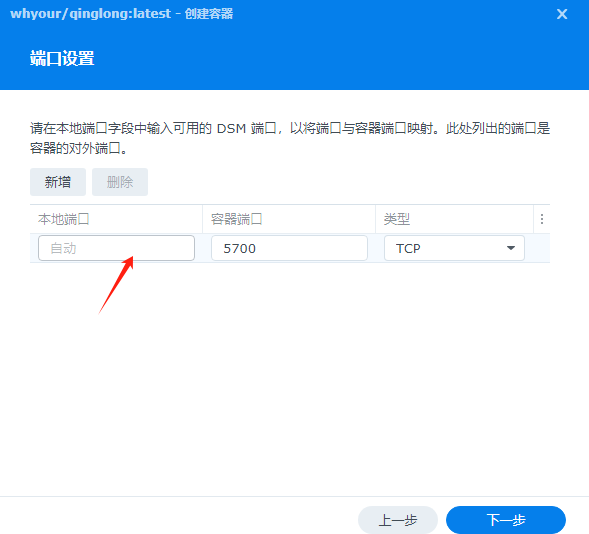 whyour/qinglong:latest - 创建容器
端口设置
请在本地端口字段中输入可用的 DSM 端口，以将端口与容器端口映射。此处列出的端口是
容器的对外端口。
新增 删除
本地端口 容器端口 类型
自动 5700 TCP
上一步 下一步